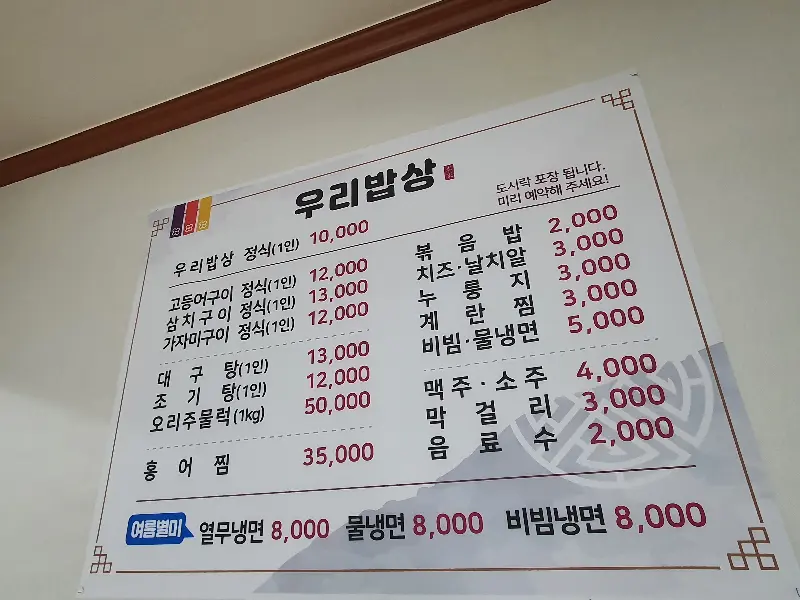 우리밥상
도시락 포장 됩니다.
미리 예약해 주세요!
우리밥상 정식(1인) 10,000
고등어구이 정식(1인) 12,000
삼치구이 정식(1인) 13,000
가자미구이 정식(1인) 12,000
대구탕(1인) 13,000
조기탕(1인) 12,000
오리주물럭(1kg) 50,000
홍어찜 35,000
볶음밥 2,000
치즈·날치알 3,000
누룽지 3,000
계란찜 3,000
비빔·물냉면 5,000
맥주·소주 4,000
막걸리 3,000
음료수 2,000
여름별미 열무냉면 8,000 물냉면 8,000 비빔냉면 8,000